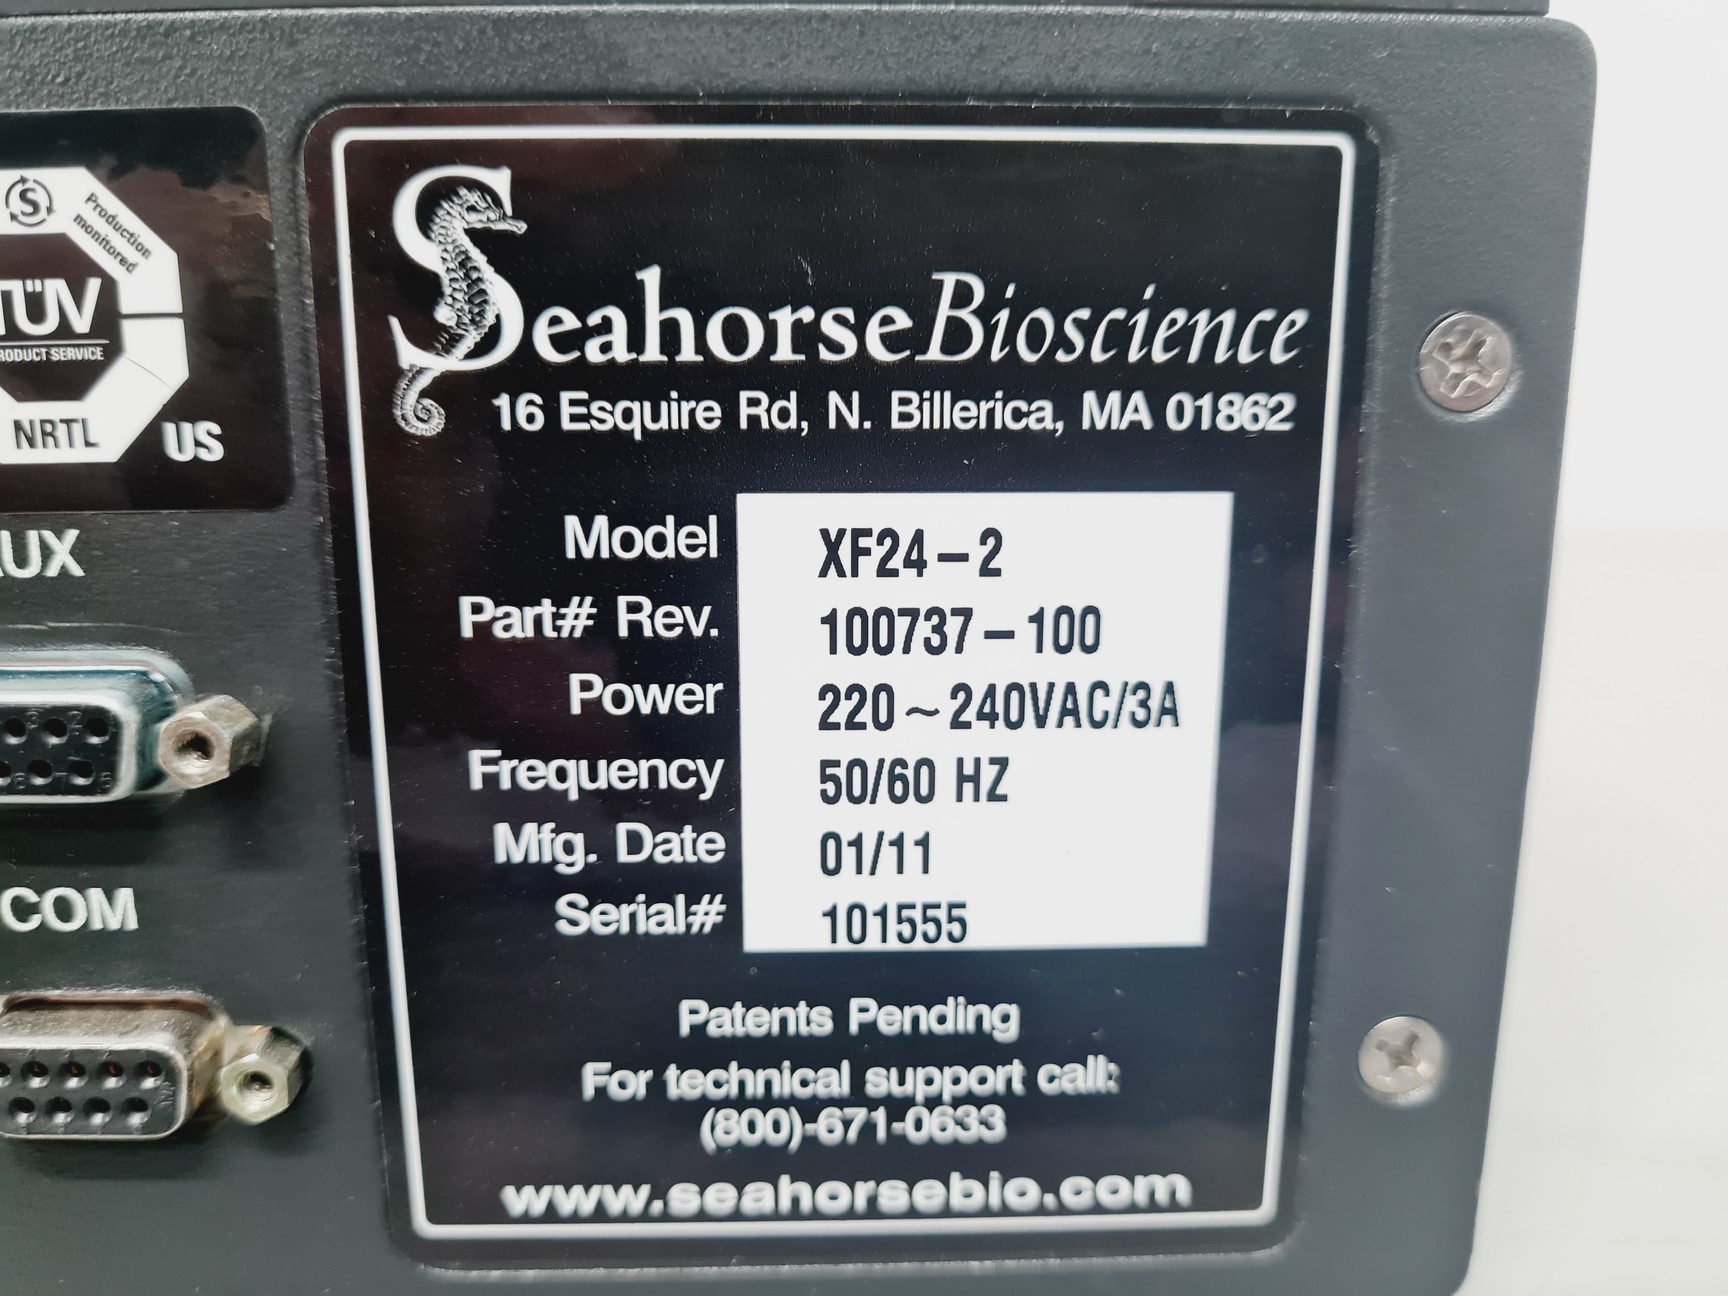 S
Production
monitored
TÜV
PRODUCT SERVICE
NRTL
US
AUX
COM
Seahorse Bioscience
16 Esquire Rd, N. Billerica, MA 01862
Model XF24-2
Part# Rev. 100737-100
Power 220~240VAC/3A
Frequency 50/60 HZ
Mfg. Date 01/11
Serial# 101555
Patents Pending
For technical support call:
(800)-671-0633
www.seahorsebio.com